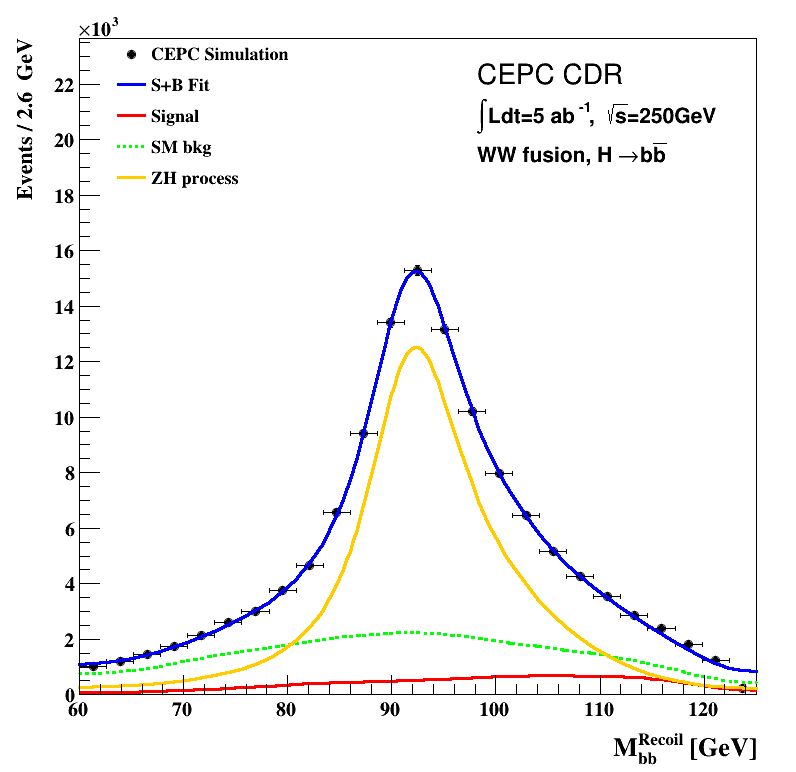 ×10³
Events / 2.6 GeV
22
20
18
16
14
12
10
8
6
4
2
0
CEPC Simulation
S+B Fit
Signal
SM bkg
ZH process
CEPC CDR
∫Ldt=5 ab⁻¹, √s=250GeV
WW fusion, H →bb̅
60 70 80 90 100 110 120
M_bb^Recoil [GeV]